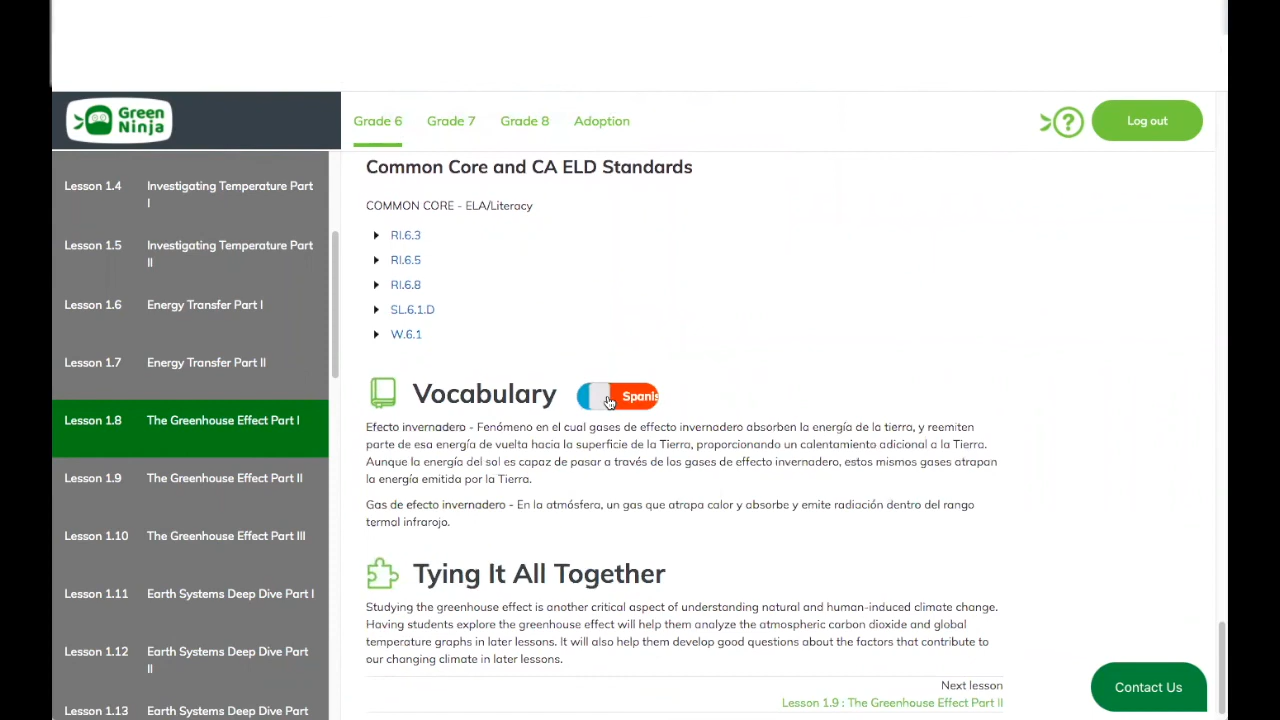 Green
Ninja
Grade 6
Grade 7
Grade 8
Adoption
?
Log out
Lesson 1.4
Investigating Temperature Part
I
Lesson 1.5
Investigating Temperature Part
II
Lesson 1.6
Energy Transfer Part I
Lesson 1.7
Energy Transfer Part II
Lesson 1.8
The Greenhouse Effect Part I
Lesson 1.9
The Greenhouse Effect Part II
Lesson 1.10
The Greenhouse Effect Part III
Lesson 1.11
Earth Systems Deep Dive Part I
Lesson 1.12
Earth Systems Deep Dive Part
II
Lesson 1.13
Earth Systems Deep Dive Part
Common Core and CA ELD Standards
COMMON CORE - ELA/Literacy
RI.6.3
RI.6.5
RI.6.8
SL.6.1.D
W.6.1
Vocabulary
Spanis
Efecto invernadero - Fenómeno en el cual gases de efecto invernadero absorben la energía de la tierra, y reemiten
parte de esa energía de vuelta hacia la superficie de la Tierra, proporcionando un calentamiento adicional a la Tierra.
Aunque la energía del sol es capaz de pasar a través de los gases de efecto invernadero, estos mismos gases atrapan
la energía emitida por la Tierra.
Gas de efecto invernadero - En la atmósfera, un gas que atrapa calor y absorbe y emite radiación dentro del rango
termal infrarojo.
Tying It All Together
Studying the greenhouse effect is another critical aspect of understanding natural and human-induced climate change.
Having students explore the greenhouse effect will help them analyze the atmospheric carbon dioxide and global
temperature graphs in later lessons. It will also help them develop good questions about the factors that contribute to
our changing climate in later lessons.
Next lesson
Lesson 1.9 : The Greenhouse Effect Part II
Contact Us